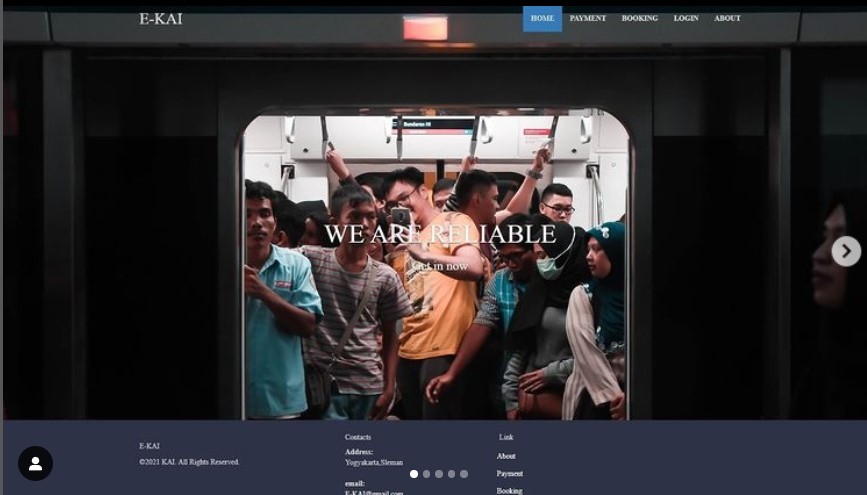 E-KAI
HOME PAYMENT BOOKING LOGIN ABOUT
Bundaran HI
WE ARE RELIABLE
Get in now
E-KAI
©2021 KAI. All Rights Reserved.
Contacts
Address:
Yogyakarta,Sleman
email:
E-KAI@gmail.com
Link
About
Payment
Booking